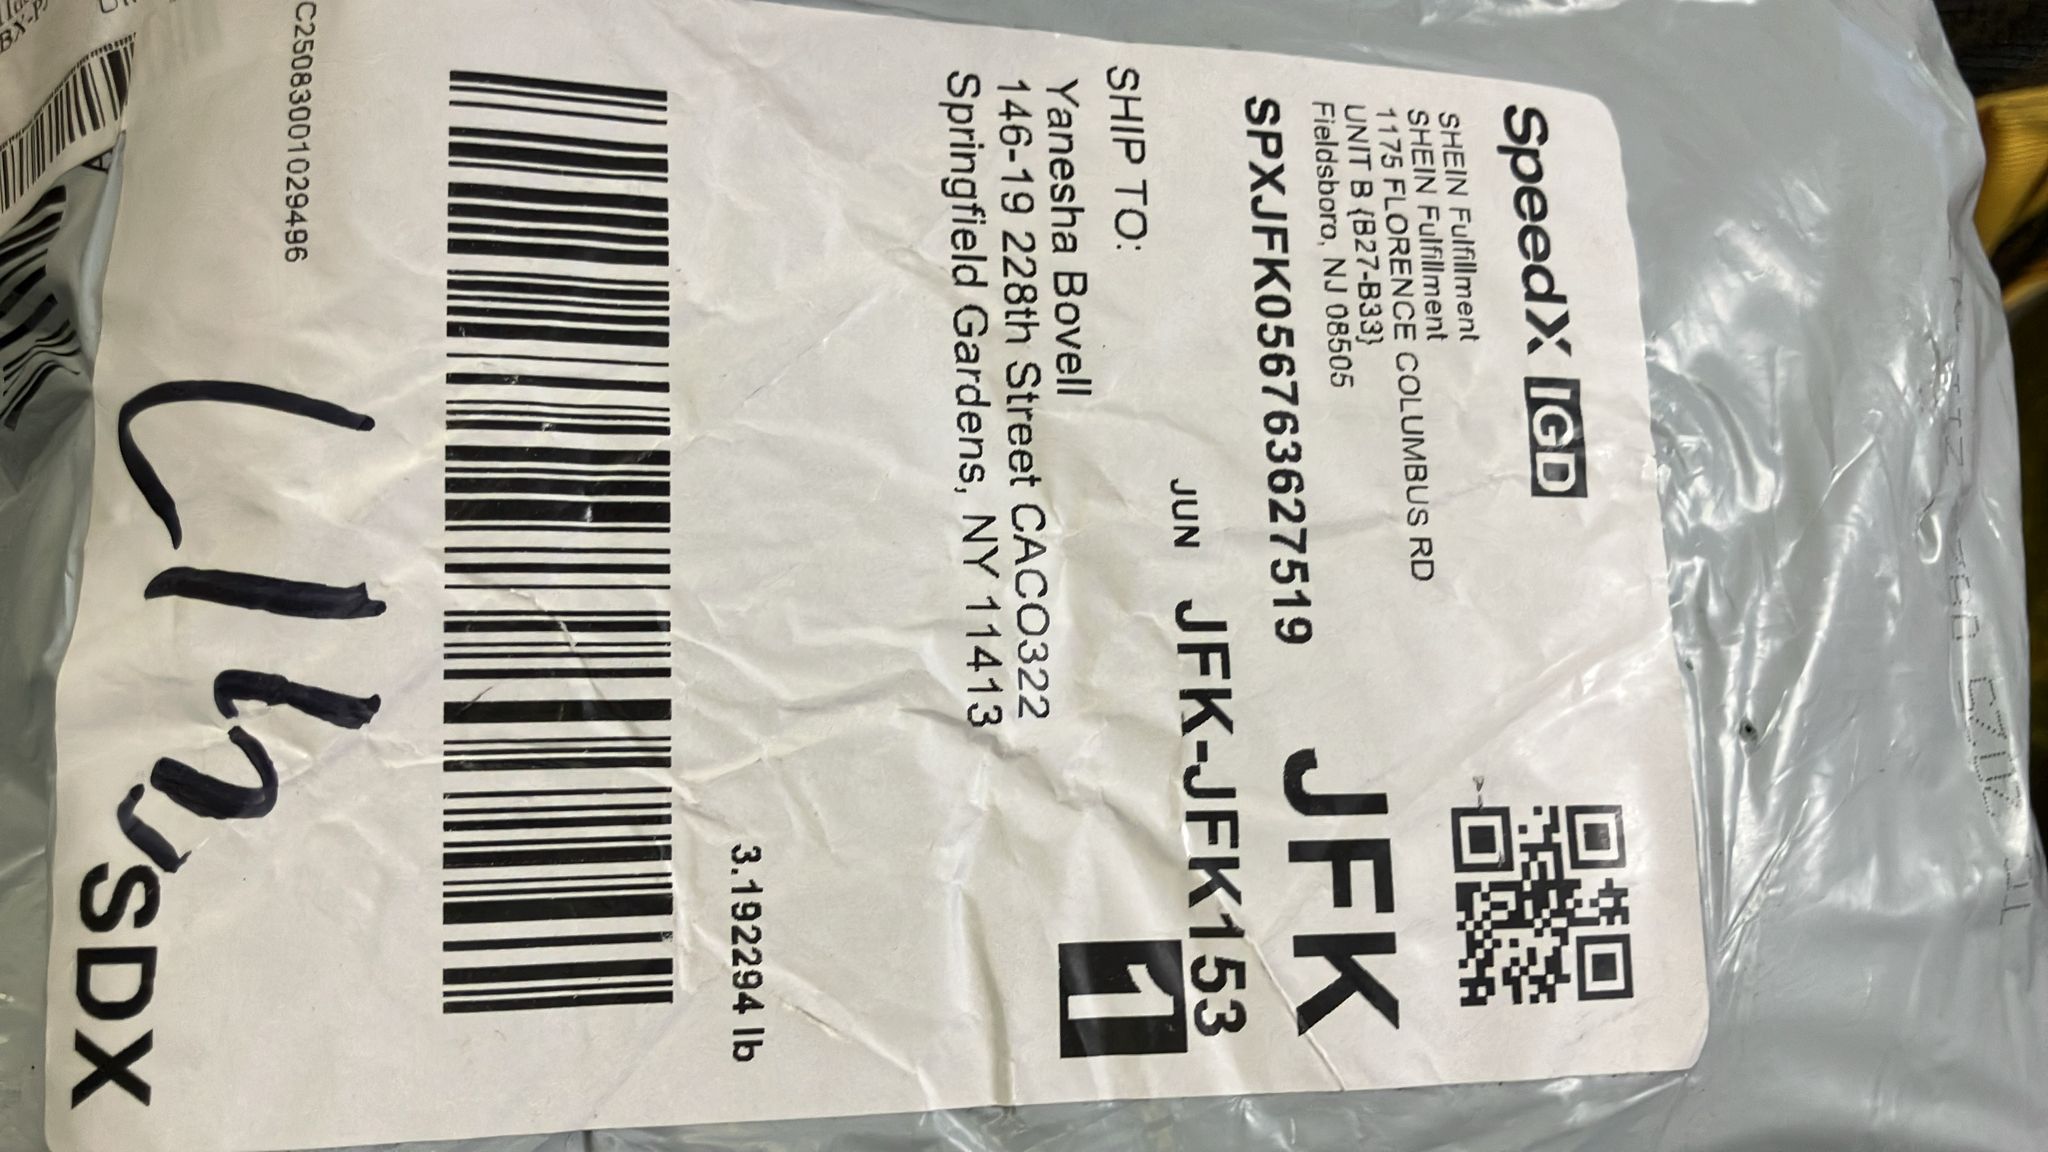 SpeedX IGD
SHEIN Fulfillment
SHEIN Fulfillment
1175 FLORENCE COLUMBUS RD
UNIT B {B27-B33}
Fieldsboro, NJ 08505
SPXJFK056763627519
JFK
JUN JFK-JFK153
1
SHIP TO:
Yanesha Bovell
146-19 228th Street CACO322
Springfield Gardens, NY 11413
3.192294 lb
C25083001029496
SDX